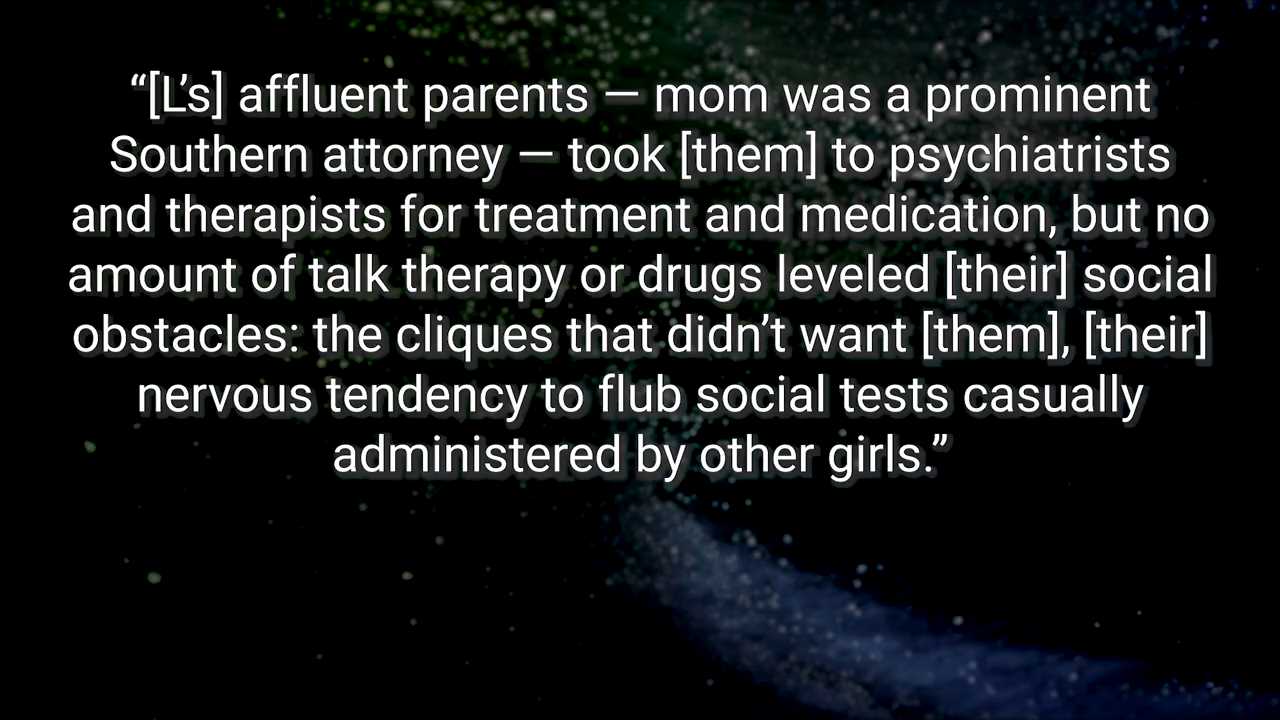 “[L’s] affluent parents — mom was a prominent
Southern attorney — took [them] to psychiatrists
and therapists for treatment and medication, but no
amount of talk therapy or drugs leveled [their] social
obstacles: the cliques that didn’t want [them], [their]
nervous tendency to flub social tests casually
administered by other girls.”